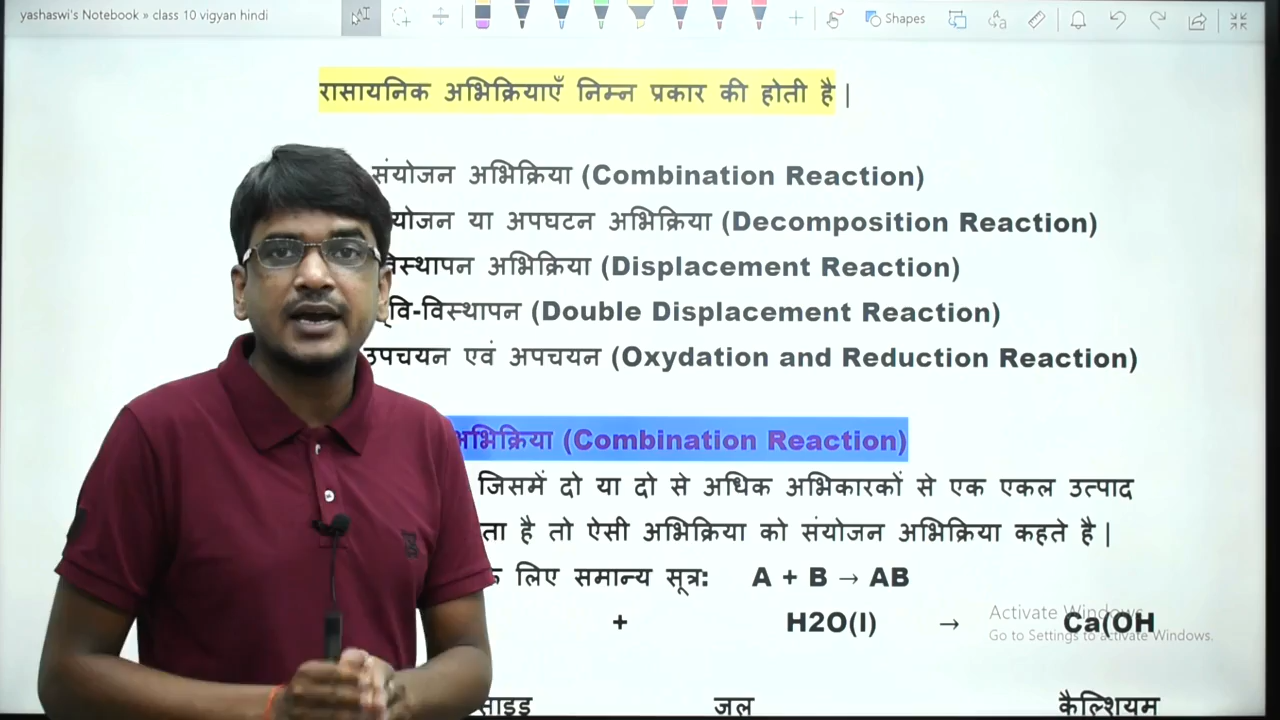 yashaswi's Notebook » class 10 vigyan hindi
Shapes
रासायनिक अभिक्रियाएँ निम्न प्रकार की होती है |
संयोजन अभिक्रिया (Combination Reaction)
योजन या अपघटन अभिक्रिया (Decomposition Reaction)
विस्थापन अभिक्रिया (Displacement Reaction)
वि-विस्थापन (Double Displacement Reaction)
उपचयन एवं अपचयन (Oxydation and Reduction Reaction)
अभिक्रिया (Combination Reaction)
जिसमें दो या दो से अधिक अभिकारकों से एक एकल उत्पाद
ता है तो ऐसी अभिक्रिया को संयोजन अभिक्रिया कहते है |
लिए समान्य सूत्र: A + B → AB
+ H2O(l) → Ca(OH
Activate Windows
Go to Settings to activate Windows.
साइड जल कैल्शियम